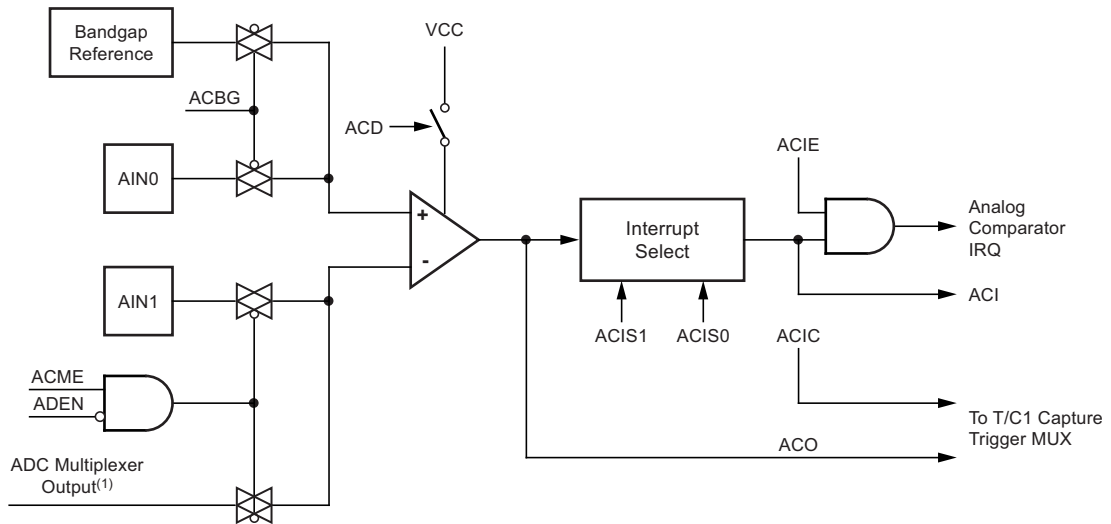 Bandgap
Reference
VCC
ACBG
ACD
AIN0
ACIE
+
Interrupt
Select
Analog
Comparator
IRQ
-
AIN1
ACI
ACIS1
ACIS0
ACIC
ACME
ADEN
To T/C1 Capture
Trigger MUX
ACO
ADC Multiplexer
Output(1)